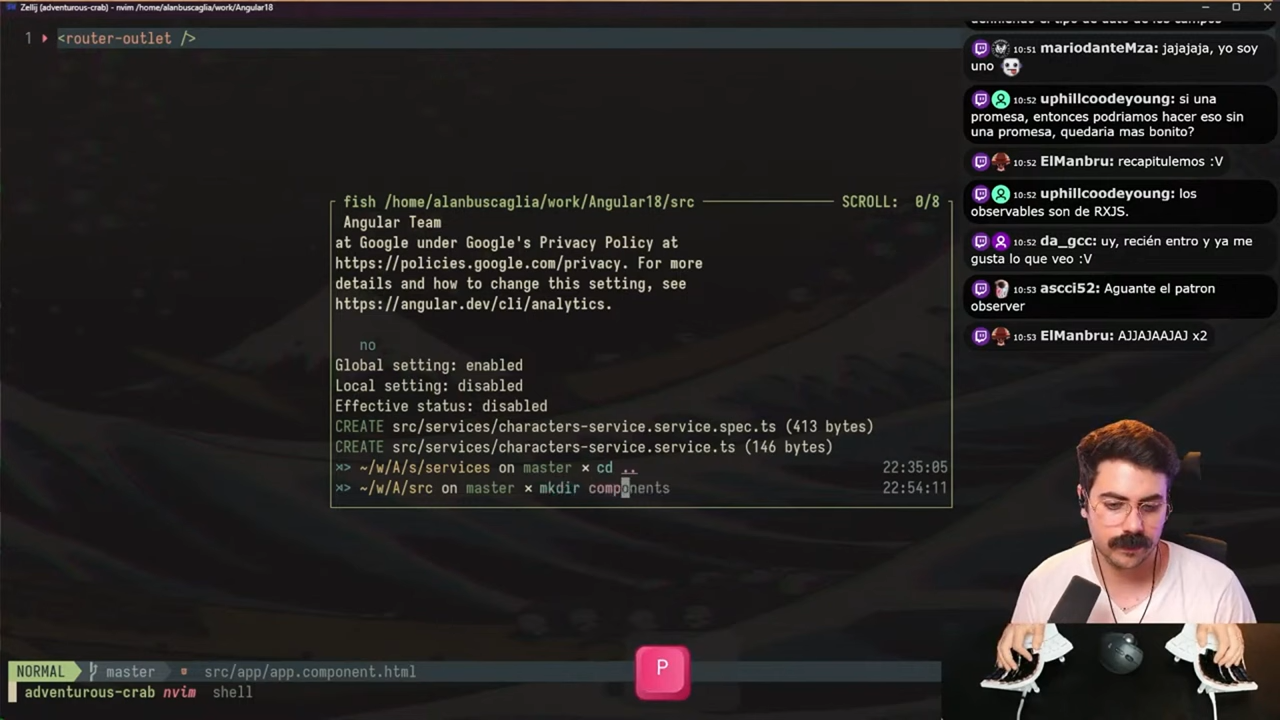 Zellij (adventurous-crab) - nvim /home/alanbuscaglia/work/Angular18
1 <router-outlet />
fish /home/alanbuscaglia/work/Angular18/src SCROLL: 0/8
Angular Team
at Google under Google's Privacy Policy at
https://policies.google.com/privacy. For more
details and how to change this setting, see
https://angular.dev/cli/analytics.
no
Global setting: enabled
Local setting: disabled
Effective status: disabled
CREATE src/services/characters-service.service.spec.ts (413 bytes)
CREATE src/services/characters-service.service.ts (146 bytes)
~/w/A/s/services on master × cd .. 22:35:05
~/w/A/src on master × mkdir components 22:54:11
NORMAL master src/app/app.component.html
adventurous-crab nvim shell
P
definiendo el tipo de dato de los campos
10:51 mariodanteMza: jajajaja, yo soy
uno
10:52 uphillcoodeyoung: si una
promesa, entonces podriamos hacer eso sin
una promesa, quedaria mas bonito?
10:52 ElManbru: recapitulemos :V
10:52 uphillcoodeyoung: los
observables son de RXJS.
10:52 da_gcc: uy, recién entro y ya me
gusta lo que veo :V
10:53 ascci52: Aguante el patron
observer
10:53 ElManbru: AJJAJAAJAJ x2